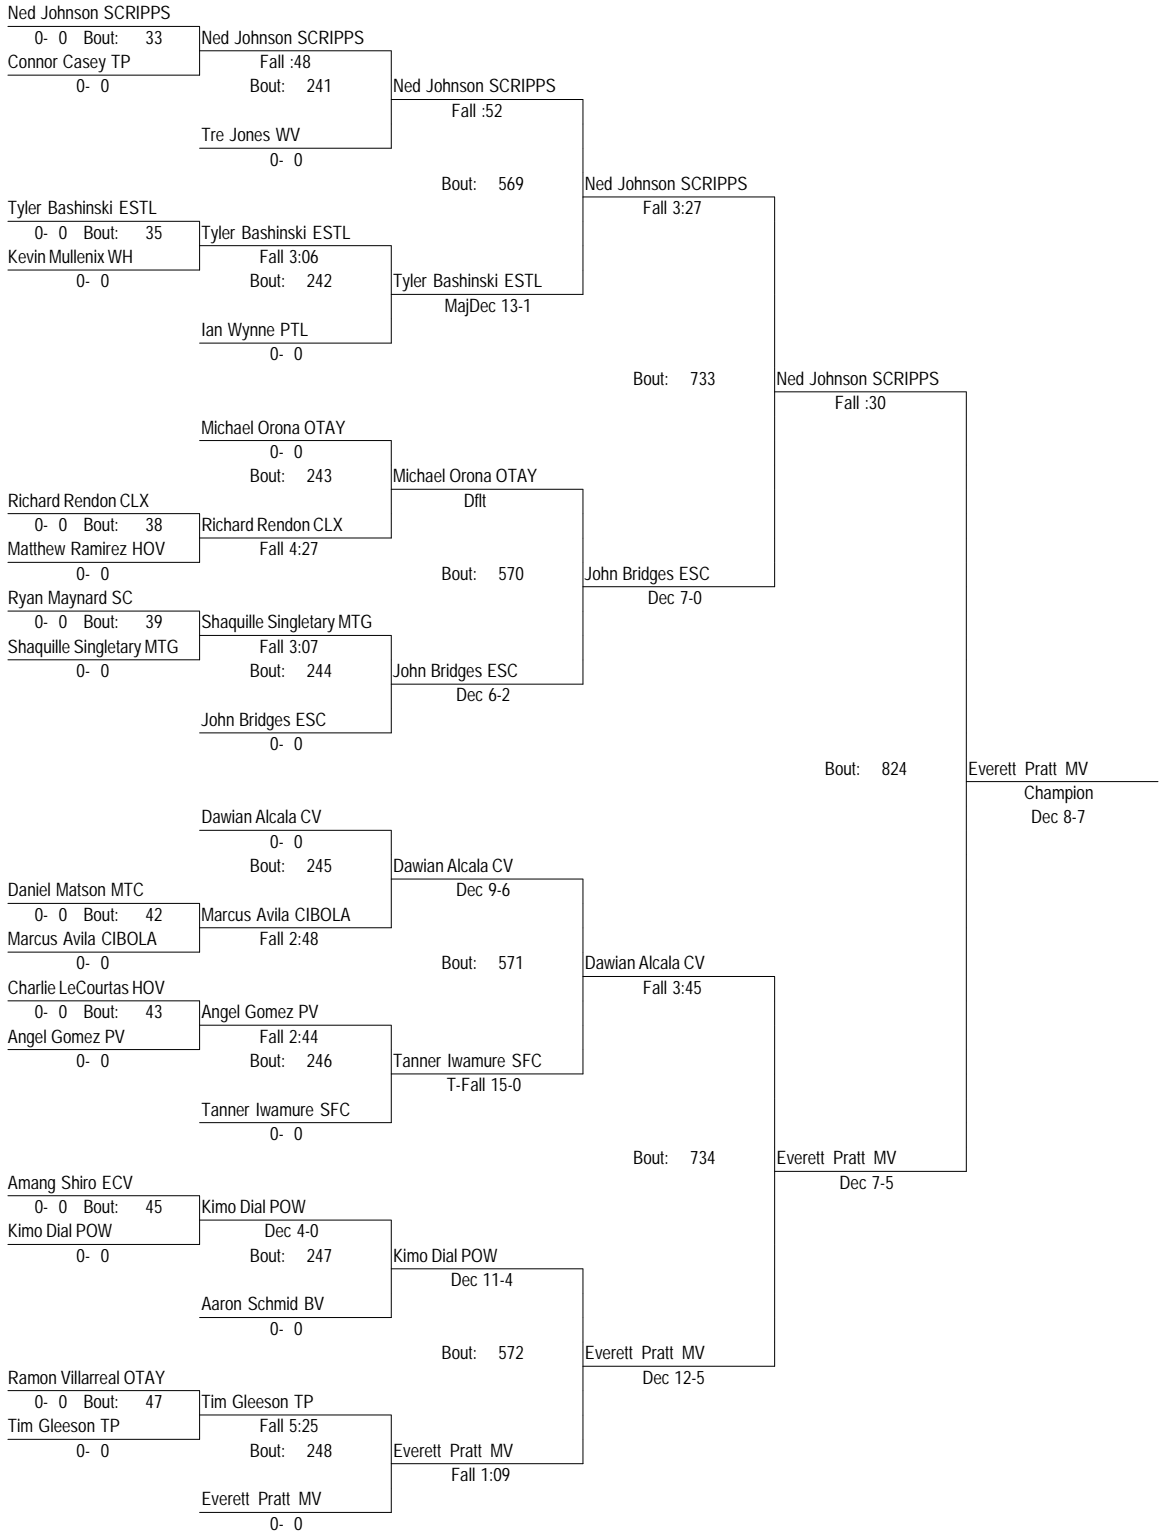 Ned Johnson SCRIPPS
0- 0 Bout: 33 Ned Johnson SCRIPPS
Connor Casey TP Fall :48
0- 0 Bout: 241 Ned Johnson SCRIPPS
Fall :52
Tre Jones WV
0- 0
Bout: 569 Ned Johnson SCRIPPS
Tyler Bashinski ESTL Fall 3:27
0- 0 Bout: 35 Tyler Bashinski ESTL
Kevin Mullenix WH Fall 3:06
0- 0 Bout: 242 Tyler Bashinski ESTL
MajDec 13-1
Ian Wynne PTL
0- 0
Bout: 733 Ned Johnson SCRIPPS
Fall :30
Michael Orona OTAY
0- 0
Bout: 243 Michael Orona OTAY
Richard Rendon CLX Dflt
0- 0 Bout: 38 Richard Rendon CLX
Matthew Ramirez HOV Fall 4:27
0- 0 Bout: 570 John Bridges ESC
Ryan Maynard SC Dec 7-0
0- 0 Bout: 39 Shaquille Singletary MTG
Shaquille Singletary MTG Fall 3:07
0- 0 Bout: 244 John Bridges ESC
Dec 6-2
John Bridges ESC
0- 0
Bout: 824 Everett Pratt MV
Champion
Dawian Alcala CV Dec 8-7
0- 0
Bout: 245 Dawian Alcala CV
Daniel Matson MTC Dec 9-6
0- 0 Bout: 42 Marcus Avila CIBOLA
Marcus Avila CIBOLA Fall 2:48
0- 0 Bout: 571 Dawian Alcala CV
Charlie LeCourtas HOV Fall 3:45
0- 0 Bout: 43 Angel Gomez PV
Angel Gomez PV Fall 2:44
0- 0 Bout: 246 Tanner Iwamure SFC
T-Fall 15-0
Tanner Iwamure SFC
0- 0
Bout: 734 Everett Pratt MV
Amang Shiro ECV Dec 7-5
0- 0 Bout: 45 Kimo Dial POW
Kimo Dial POW Dec 4-0
0- 0 Bout: 247 Kimo Dial POW
Dec 11-4
Aaron Schmid BV
0- 0
Bout: 572 Everett Pratt MV
Ramon Villarreal OTAY Dec 12-5
0- 0 Bout: 47 Tim Gleeson TP
Tim Gleeson TP Fall 5:25
0- 0 Bout: 248 Everett Pratt MV
Fall 1:09
Everett Pratt MV
0- 0